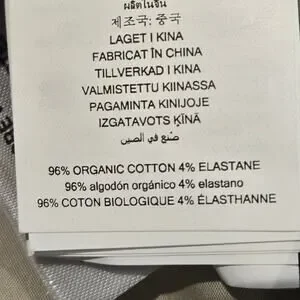 ผลิตในจีน
제조국: 중국
LAGET I KINA
FABRICAT ÎN CHINA
TILLVERKAD I KINA
VALMISTETTU KIINASSA
PAGAMINTA KINIJOJE
IZGATAVOTS ĶĪNĀ
صنع في الصين
96% ORGANIC COTTON 4% ELASTANE
96% algodón orgánico 4% elastano
96% COTON BIOLOGIQUE 4% ÉLASTHANNE